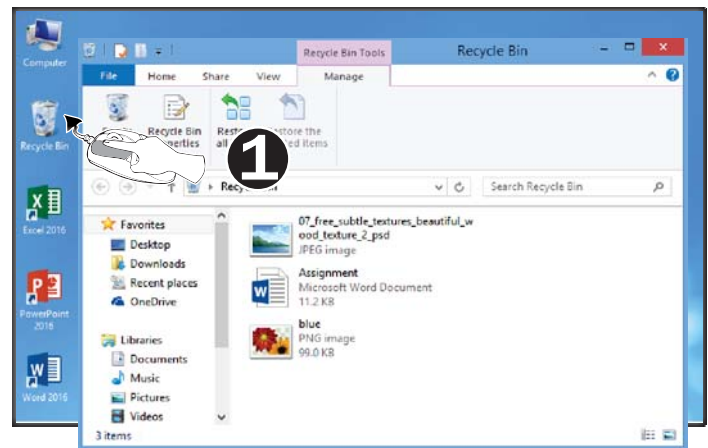 Computer
Recycle Bin
Excel 2016
PowerPoint
2016
Word 2016
Recycle Bin Tools
Recycle Bin
File Home Share View Manage
Recycle Bin
all
the
items
1
Search Recycle Bin
Favorites
Desktop
Downloads
Recent places
OneDrive
Libraries
Documents
Music
Pictures
Videos
07_free_subtle_textures_beautiful_w
ood_texture_2_psd
JPEG image
Assignment
Microsoft Word Document
11.2 KB
blue
PNG image
99.0 KB
3 items